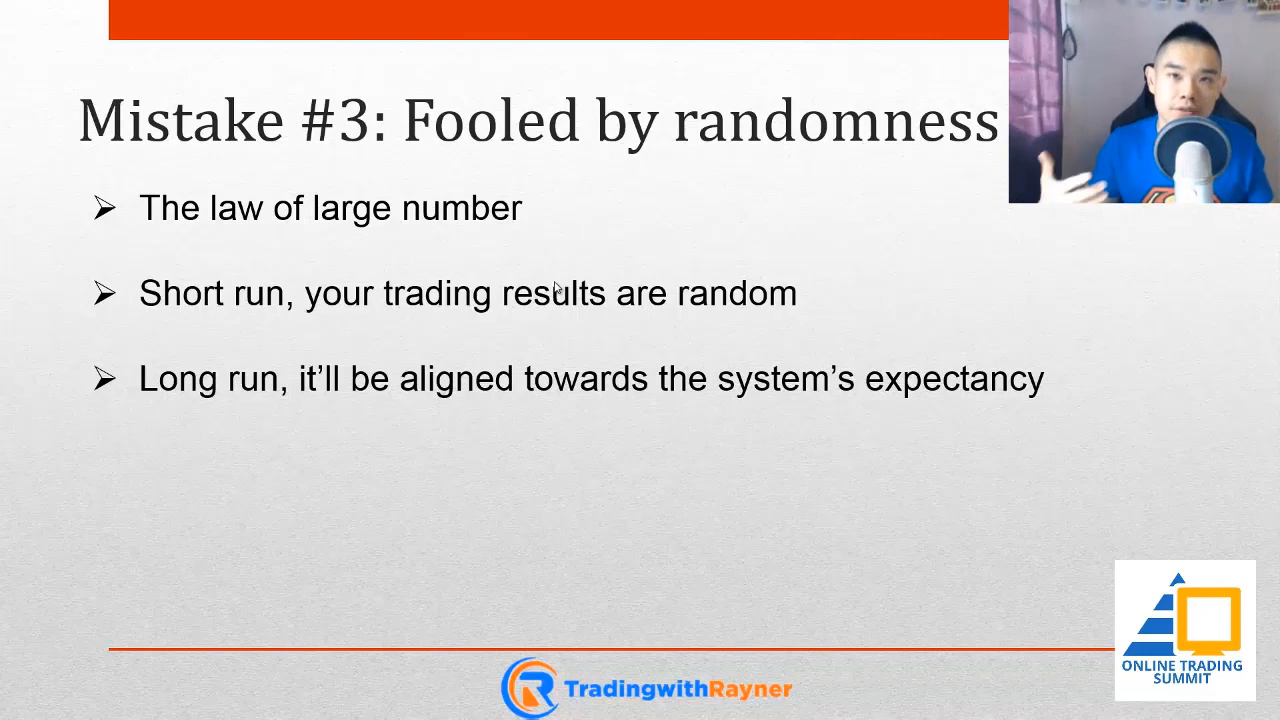 Mistake #3: Fooled by randomness
➢ The law of large number
➢ Short run, your trading results are random
➢ Long run, it’ll be aligned towards the system’s expectancy
ONLINE TRADING
SUMMIT
TradingwithRayner